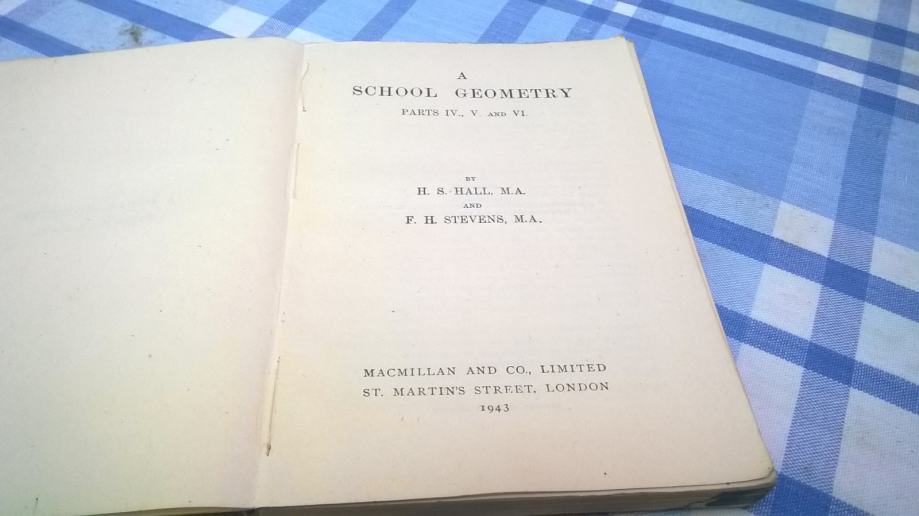 A
SCHOOL GEOMETRY
PARTS IV., V. AND VI.
BY
H. S. HALL, M.A.
AND
F. H. STEVENS, M.A.
MACMILLAN AND CO., LIMITED
ST. MARTIN'S STREET, LONDON
1943